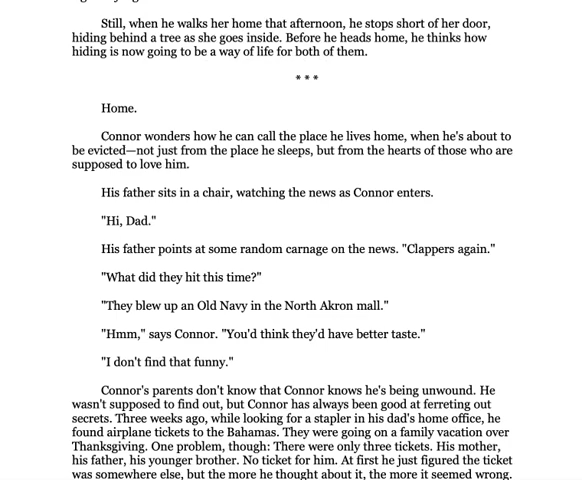 Still, when he walks her home that afternoon, he stops short of her door,
hiding behind a tree as she goes inside. Before he heads home, he thinks how
hiding is now going to be a way of life for both of them.
* * *
Home.
Connor wonders how he can call the place he lives home, when he's about to
be evicted—not just from the place he sleeps, but from the hearts of those who are
supposed to love him.
His father sits in a chair, watching the news as Connor enters.
"Hi, Dad."
His father points at some random carnage on the news. "Clappers again."
"What did they hit this time?"
"They blew up an Old Navy in the North Akron mall."
"Hmm," says Connor. "You'd think they'd have better taste."
"I don't find that funny."
Connor's parents don't know that Connor knows he's being unwound. He
wasn't supposed to find out, but Connor has always been good at ferreting out
secrets. Three weeks ago, while looking for a stapler in his dad's home office, he
found airplane tickets to the Bahamas. They were going on a family vacation over
Thanksgiving. One problem, though: There were only three tickets. His mother,
his father, his younger brother. No ticket for him. At first he just figured the ticket
was somewhere else, but the more he thought about it, the more it seemed wrong.